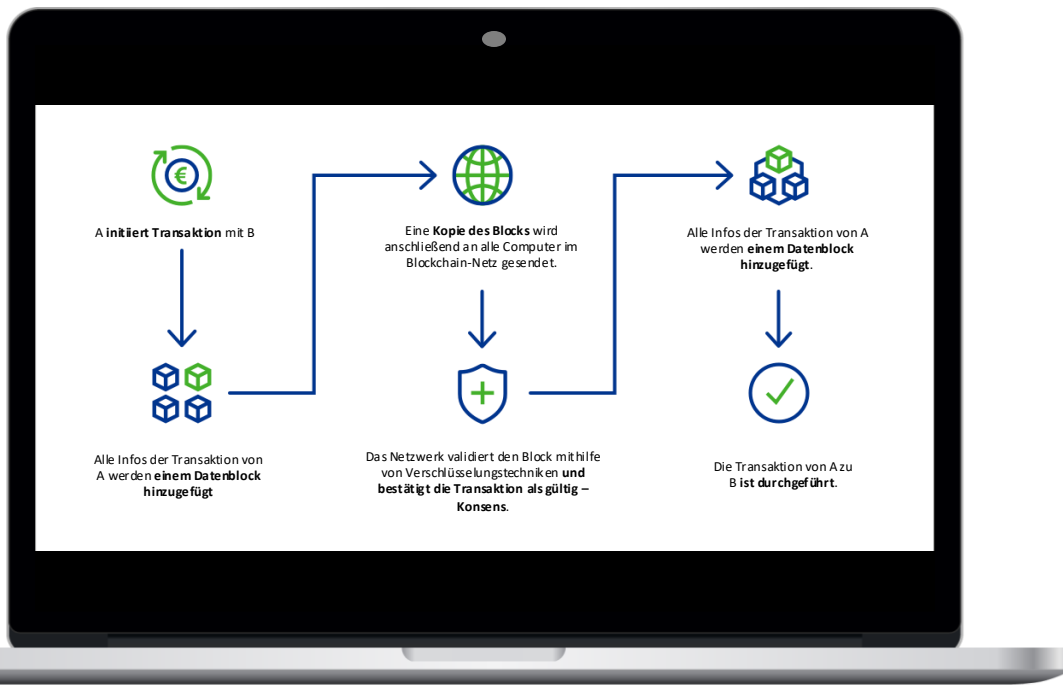 A initiiert Transaktion mit B
Alle Infos der Transaktion von
A werden einem Datenblock
hinzugefügt
Eine Kopie des Blocks wird
anschließend an alle Computer im
Blockchain-Netz gesendet.
Das Netzwerk validiert den Block mithilfe
von Verschlüsselungstechniken und
bestätigt die Transaktion als gültig –
Konsens.
Alle Infos der Transaktion von A
werden einem Datenblock
hinzugefügt.
Die Transaktion von A zu
B ist durchgeführt.